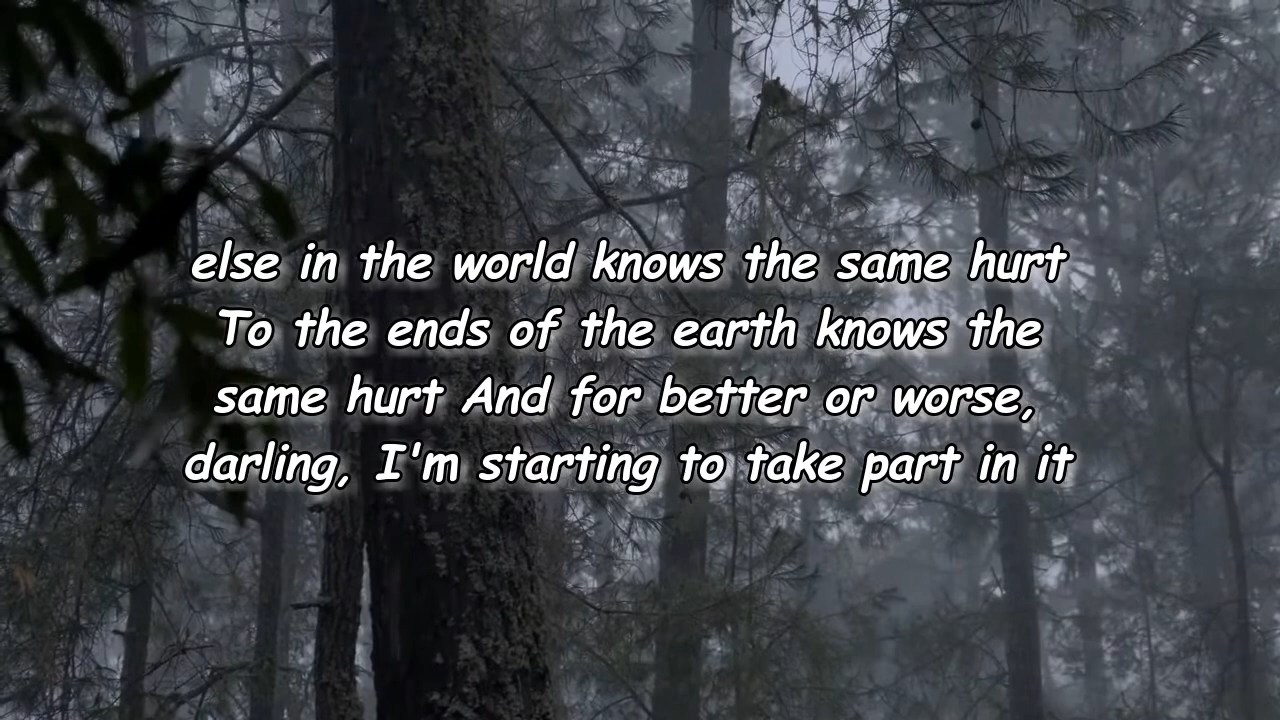 else in the world knows the same hurt
To the ends of the earth knows the
same hurt And for better or worse,
darling, I'm starting to take part in it